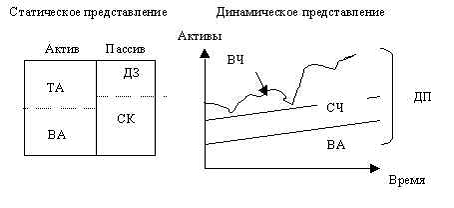 Статическое представление
Динамическое представление
Актив Пассив
ТА
ДЗ
ВА
СК
Активы
ВЧ
СЧ
ВА
ДП
Время